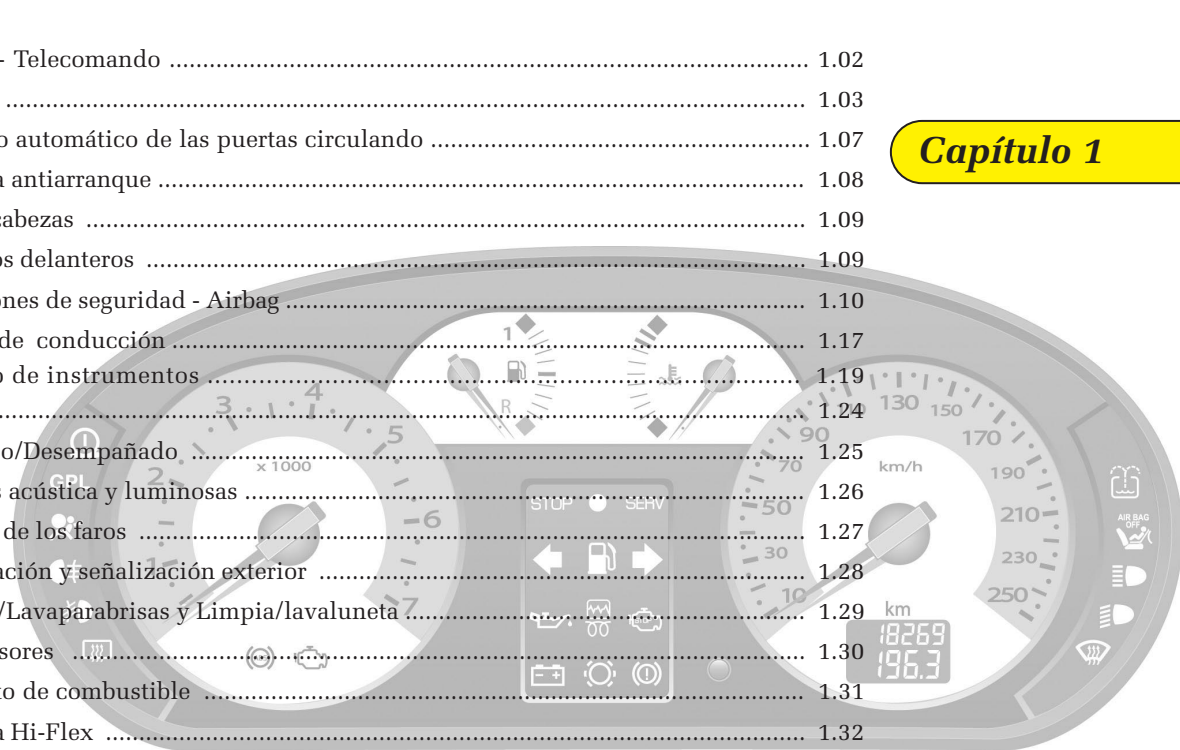 - Telecomando ................................................................................................ 1.02
........................................................................................................................ 1.03
o automático de las puertas circulando ......................................................... 1.07
a antiarranque ................................................................................................. 1.08
cabezas ............................................................................................................ 1.09
os delanteros ................................................................................................... 1.09
ones de seguridad - Airbag .............................................................................. 1.10
de conducción ................................................................................................ 1.17
o de instrumentos ........................................................................................... 1.19
........................................................................................................................ 1.24
o/Desempañado ............................................................................................ 1.25
s acústica y luminosas .................................................................................... 1.26
de los faros .................................................................................................... 1.27
ación y señalización exterior ......................................................................... 1.28
/Lavaparabrisas y Limpia/lavaluneta ............................................................ 1.29
sores .............................................................................................................. 1.30
to de combustible .......................................................................................... 1.31
a Hi-Flex ......................................................................................................... 1.32
Capítulo 1
GPL
1 2 3 4 5 6 7
x 1000
1
R
STOP SERV
10 30 50 70 90 110 130 150 170 190 210 230 250
km/h
km
18269
196.3
AIR BAG
OFF